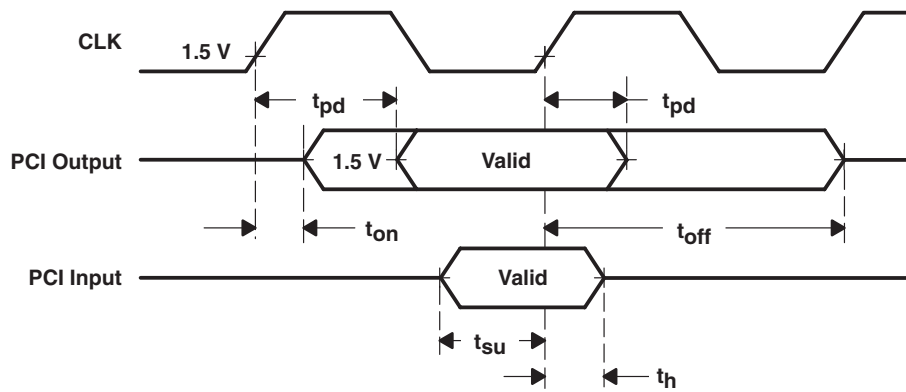 CLK
1.5 V
tpd
tpd
PCI Output
1.5 V
Valid
ton
toff
PCI Input
Valid
tsu
th